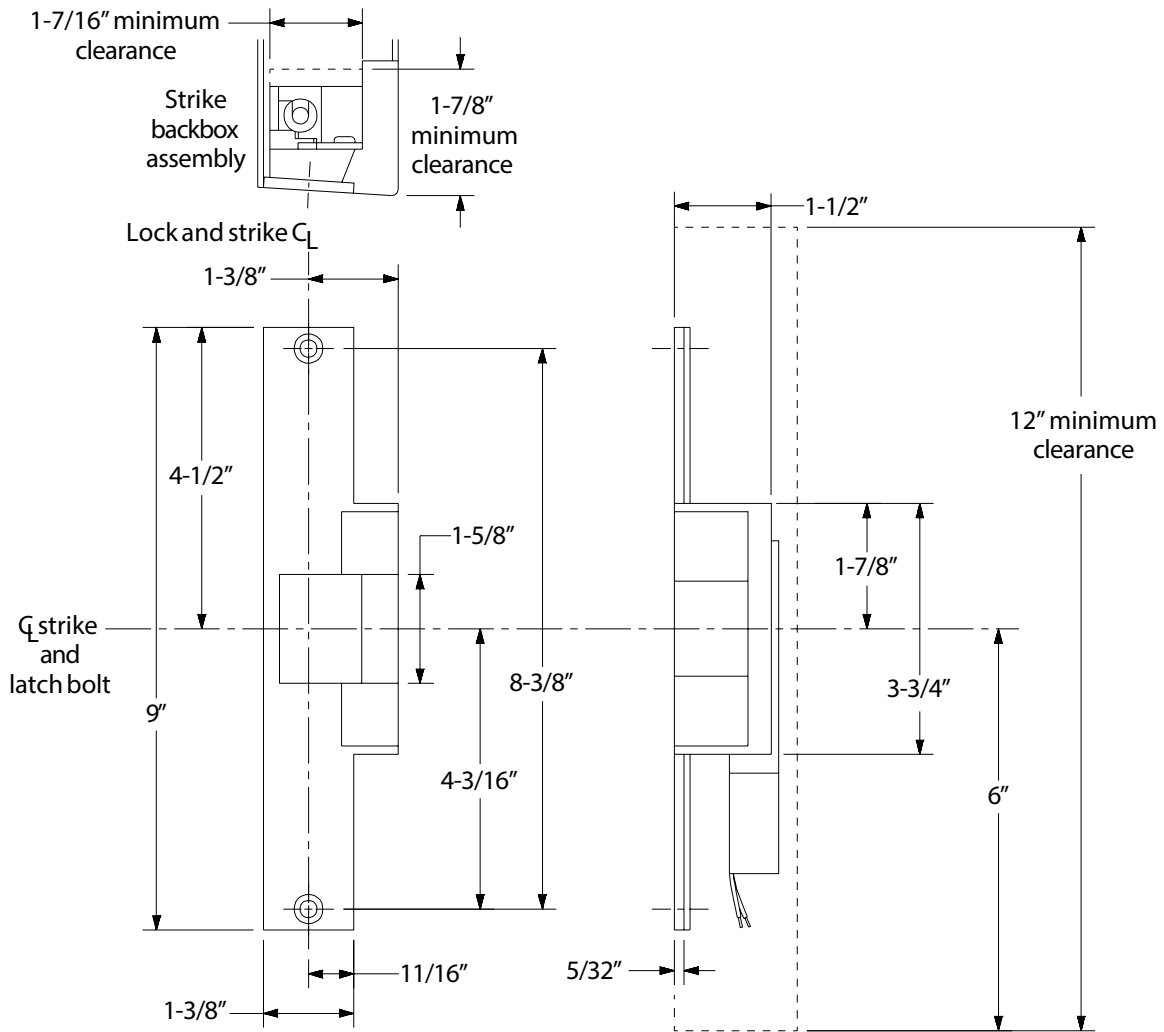 1-7/16” minimum
clearance
Strike
backbox
assembly
1-7/8”
minimum
clearance
Lock and strike CL
1-3/8”
1-1/2”
12” minimum
clearance
4-1/2”
1-5/8”
1-7/8”
CL strike
and
latch bolt
8-3/8”
3-3/4”
9”
4-3/16”
6”
11/16”
5/32”
1-3/8”